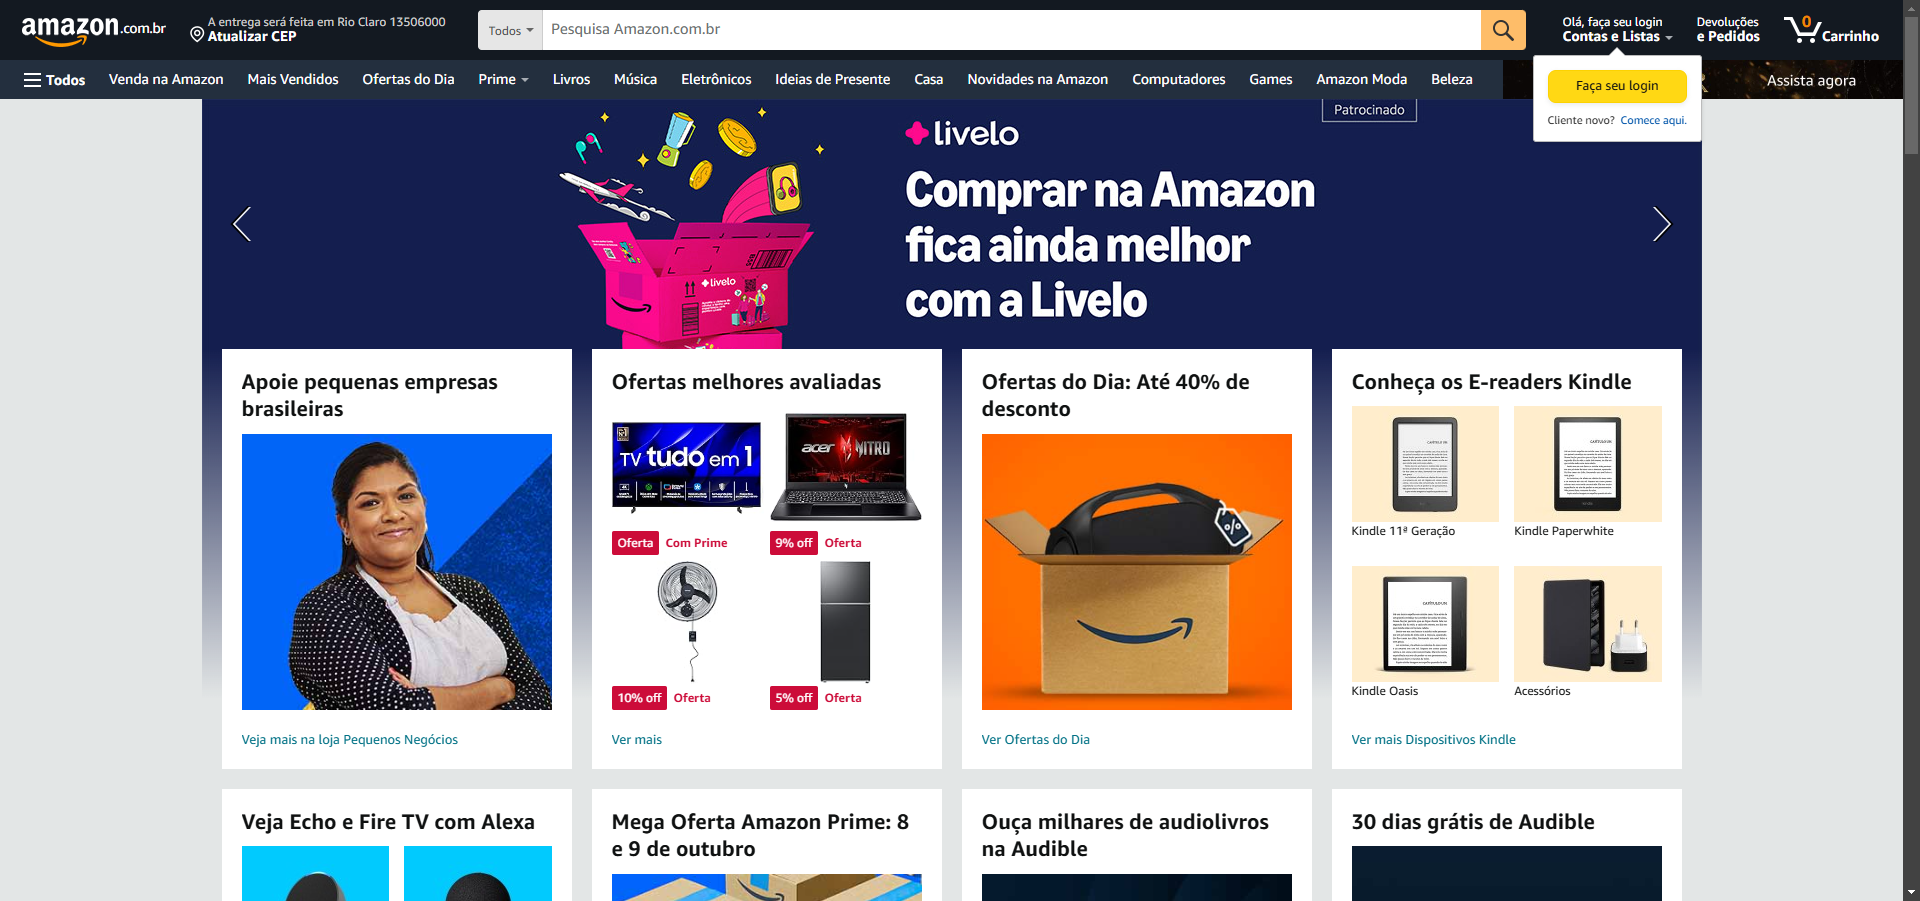 amazon.com.br
A entrega será feita em Rio Claro 13506000
Atualizar CEP
Todos
Pesquisa Amazon.com.br
Olá, faça seu login
Contas e Listas
Devoluções
e Pedidos
0
Carrinho
Todos
Venda na Amazon
Mais Vendidos
Ofertas do Dia
Prime
Livros
Música
Eletrônicos
Ideias de Presente
Casa
Novidades na Amazon
Computadores
Games
Amazon Moda
Beleza
Assista agora
Faça seu login
Cliente novo? Comece aqui.
Patrocinado
livelo
Comprar na Amazon
fica ainda melhor
com a Livelo
livelo
Apoie pequenas empresas
brasileiras
Veja mais na loja Pequenos Negócios
Ofertas melhores avaliadas
TV tudo em 1
acer NITRO
Oferta Com Prime
9% off Oferta
10% off Oferta
5% off Oferta
Ver mais
Ofertas do Dia: Até 40% de
desconto
%
Ver Ofertas do Dia
Conheça os E-readers Kindle
Kindle 11ª Geração
Kindle Paperwhite
Kindle Oasis
Acessórios
Ver mais Dispositivos Kindle
Veja Echo e Fire TV com Alexa
Mega Oferta Amazon Prime: 8
e 9 de outubro
Ouça milhares de audiolivros
na Audible
30 dias grátis de Audible